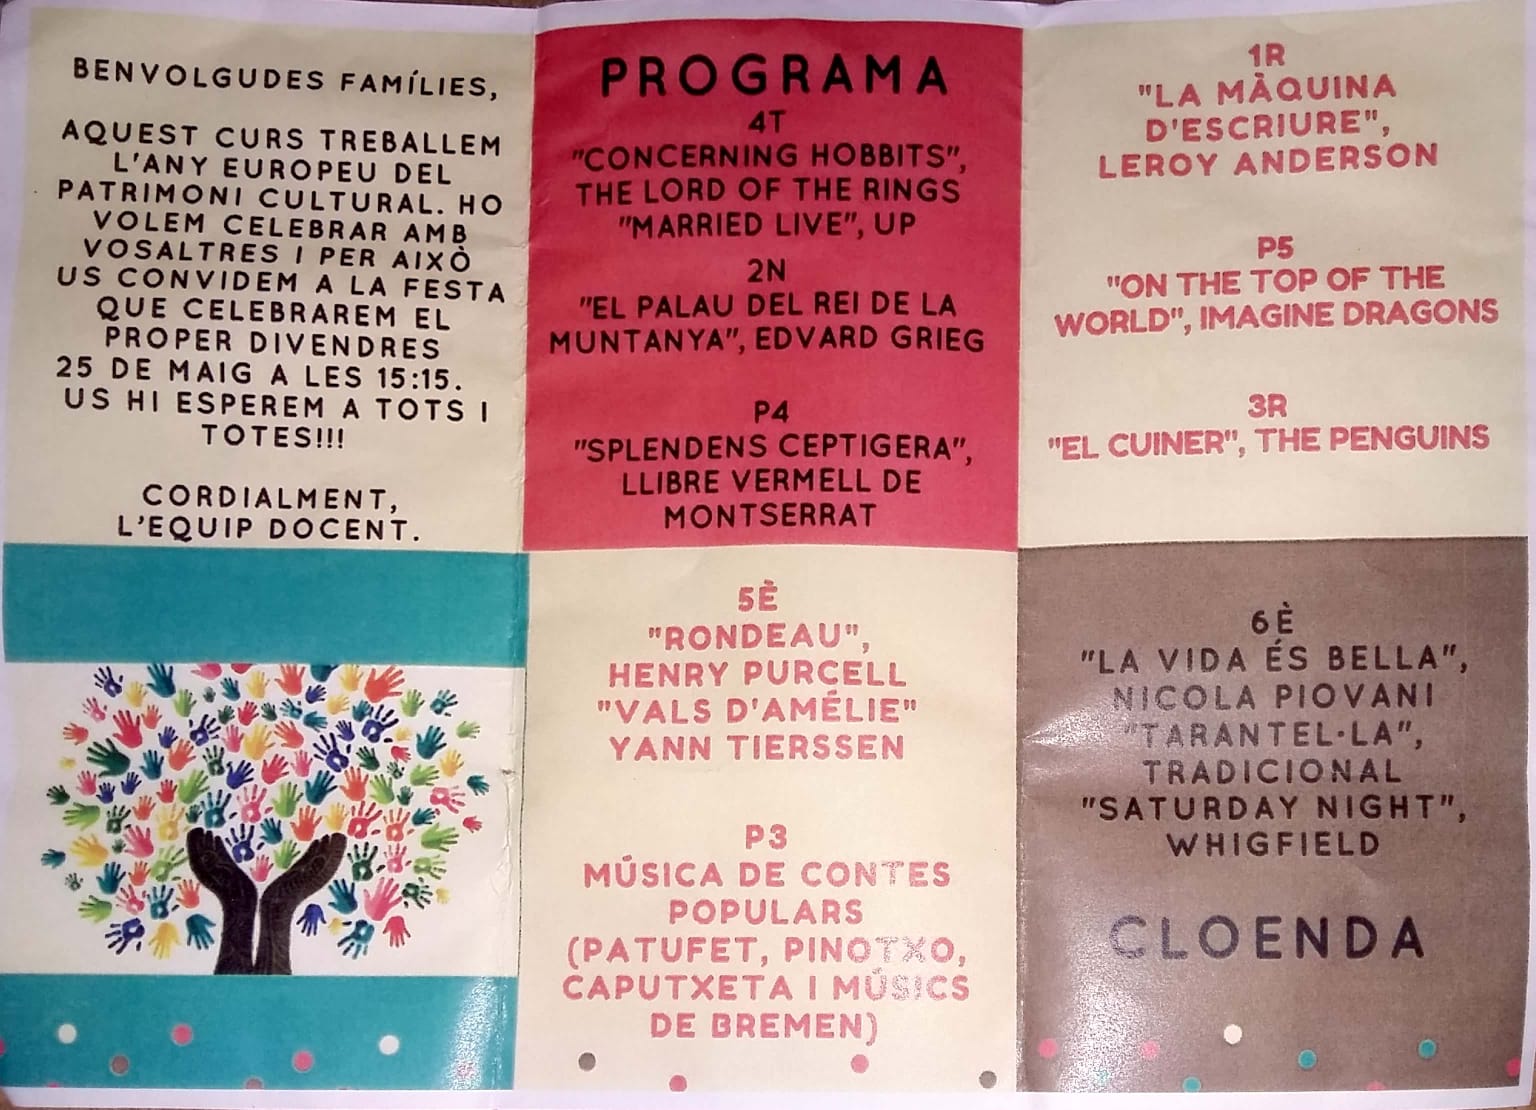 BENVOLGUDES FAMÍLIES,
AQUEST CURS TREBALLEM
L'ANY EUROPEU DEL
PATRIMONI CULTURAL. HO
VOLEM CELEBRAR AMB
VOSALTRES I PER AIXÒ
US CONVIDEM A LA FESTA
QUE CELEBRAREM EL
PROPER DIVENDRES
25 DE MAIG A LES 15:15.
US HI ESPEREM A TOTS I
TOTES!!!
CORDIALMENT,
L'EQUIP DOCENT.
PROGRAMA
4T
"CONCERNING HOBBITS",
THE LORD OF THE RINGS
"MARRIED LIVE", UP
2N
"EL PALAU DEL REI DE LA
MUNTANYA", EDVARD GRIEG
P4
"SPLENDENS CEPTIGERA",
LLIBRE VERMELL DE
MONTSERRAT
5È
"RONDEAU",
HENRY PURCELL
"VALS D'AMÉLIE"
YANN TIERSSEN
P3
MÚSICA DE CONTES
POPULARS
(PATUFET, PINOTXO,
CAPUTXETA I MÚSICS
DE BREMEN)
1R
"LA MÀQUINA
D'ESCRIURE",
LEROY ANDERSON
P5
"ON THE TOP OF THE
WORLD", IMAGINE DRAGONS
3R
"EL CUINER", THE PENGUINS
6È
"LA VIDA ÉS BELLA",
NICOLA PIOVANI
"TARANTEL·LA",
TRADICIONAL
"SATURDAY NIGHT",
WHIGFIELD
CLOENDA